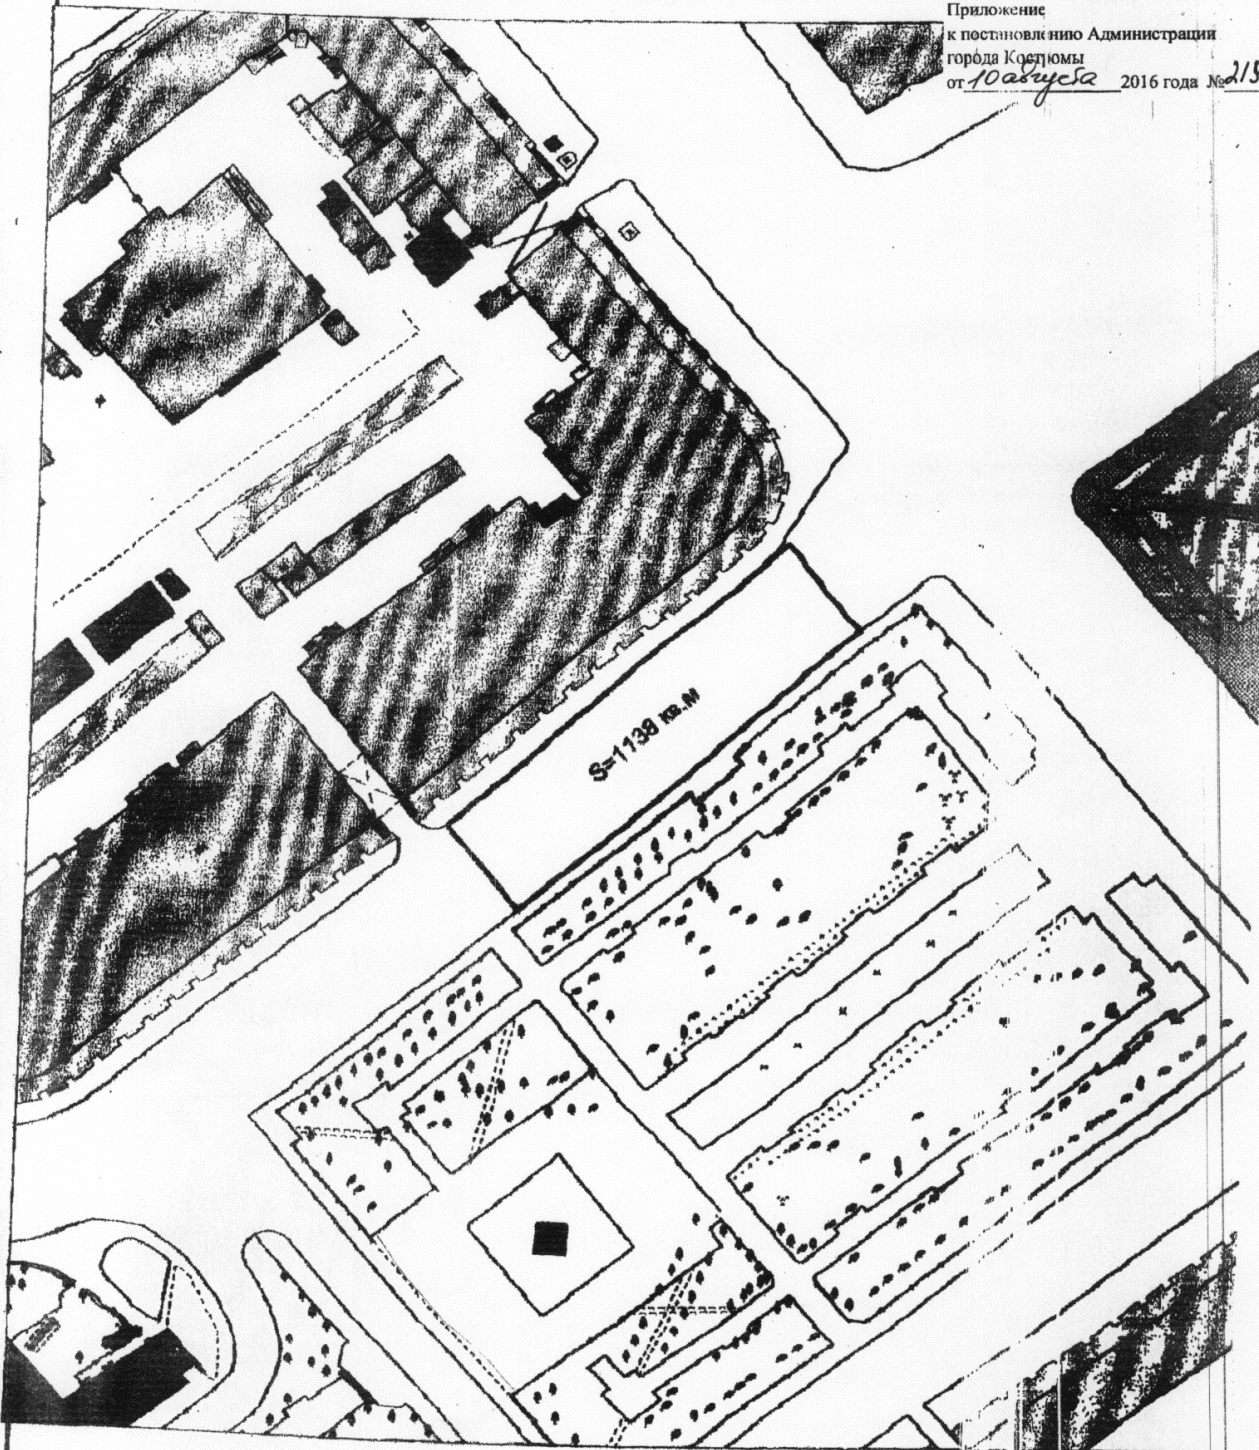 Приложение
к постановлению Администрации
города Костромы
от 10 августа 2016 года №
S=1138 кв.м